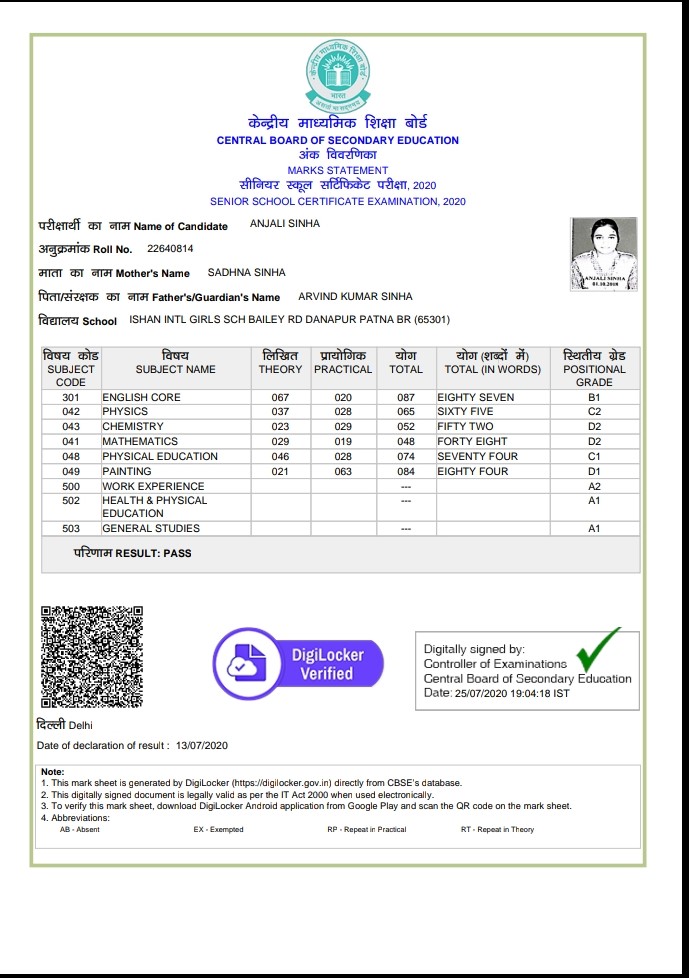 केन्द्रीय माध्यमिक शिक्षा बोर्ड
भारत
असतो मा सद्गमय
केन्द्रीय माध्यमिक शिक्षा बोर्ड
CENTRAL BOARD OF SECONDARY EDUCATION
अंक विवरणिका
MARKS STATEMENT
सीनियर स्कूल सर्टिफिकेट परीक्षा, 2020
SENIOR SCHOOL CERTIFICATE EXAMINATION, 2020
परीक्षार्थी का नाम Name of Candidate ANJALI SINHA
अनुक्रमांक Roll No. 22640814
माता का नाम Mother's Name SADHNA SINHA
पिता/संरक्षक का नाम Father's/Guardian's Name ARVIND KUMAR SINHA
विद्यालय School ISHAN INTL GIRLS SCH BAILEY RD DANAPUR PATNA BR (65301)
ANJALI SINHA
01.10.2018
विषय कोड विषय लिखित प्रायोगिक योग योग (शब्दों में) स्थितीय ग्रेड
SUBJECT CODE SUBJECT NAME THEORY PRACTICAL TOTAL TOTAL (IN WORDS) POSITIONAL GRADE
301 ENGLISH CORE 067 020 087 EIGHTY SEVEN B1
042 PHYSICS 037 028 065 SIXTY FIVE C2
043 CHEMISTRY 023 029 052 FIFTY TWO D2
041 MATHEMATICS 029 019 048 FORTY EIGHT D2
048 PHYSICAL EDUCATION 046 028 074 SEVENTY FOUR C1
049 PAINTING 021 063 084 EIGHTY FOUR D1
500 WORK EXPERIENCE --- A2
502 HEALTH & PHYSICAL EDUCATION --- A1
503 GENERAL STUDIES --- A1
परिणाम RESULT: PASS
DigiLocker
Verified
Digitally signed by:
Controller of Examinations
Central Board of Secondary Education
Date: 25/07/2020 19:04:18 IST
दिल्ली Delhi
Date of declaration of result : 13/07/2020
Note:
1. This mark sheet is generated by DigiLocker (https://digilocker.gov.in) directly from CBSE's database.
2. This digitally signed document is legally valid as per the IT Act 2000 when used electronically.
3. To verify this mark sheet, download DigiLocker Android application from Google Play and scan the QR code on the mark sheet.
4. Abbreviations:
AB - Absent EX - Exempted RP - Repeat in Practical RT - Repeat in Theory